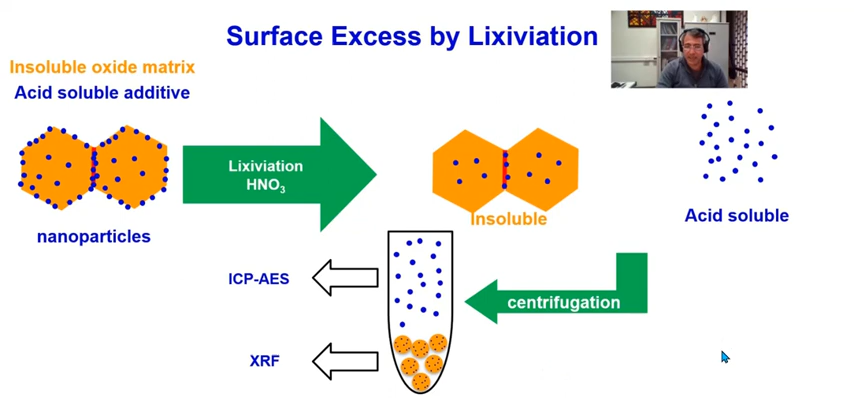 Surface Excess by Lixiviation
Insoluble oxide matrix
Acid soluble additive
Lixiviation
HNO₃
nanoparticles
Insoluble
Acid soluble
ICP-AES
centrifugation
XRF